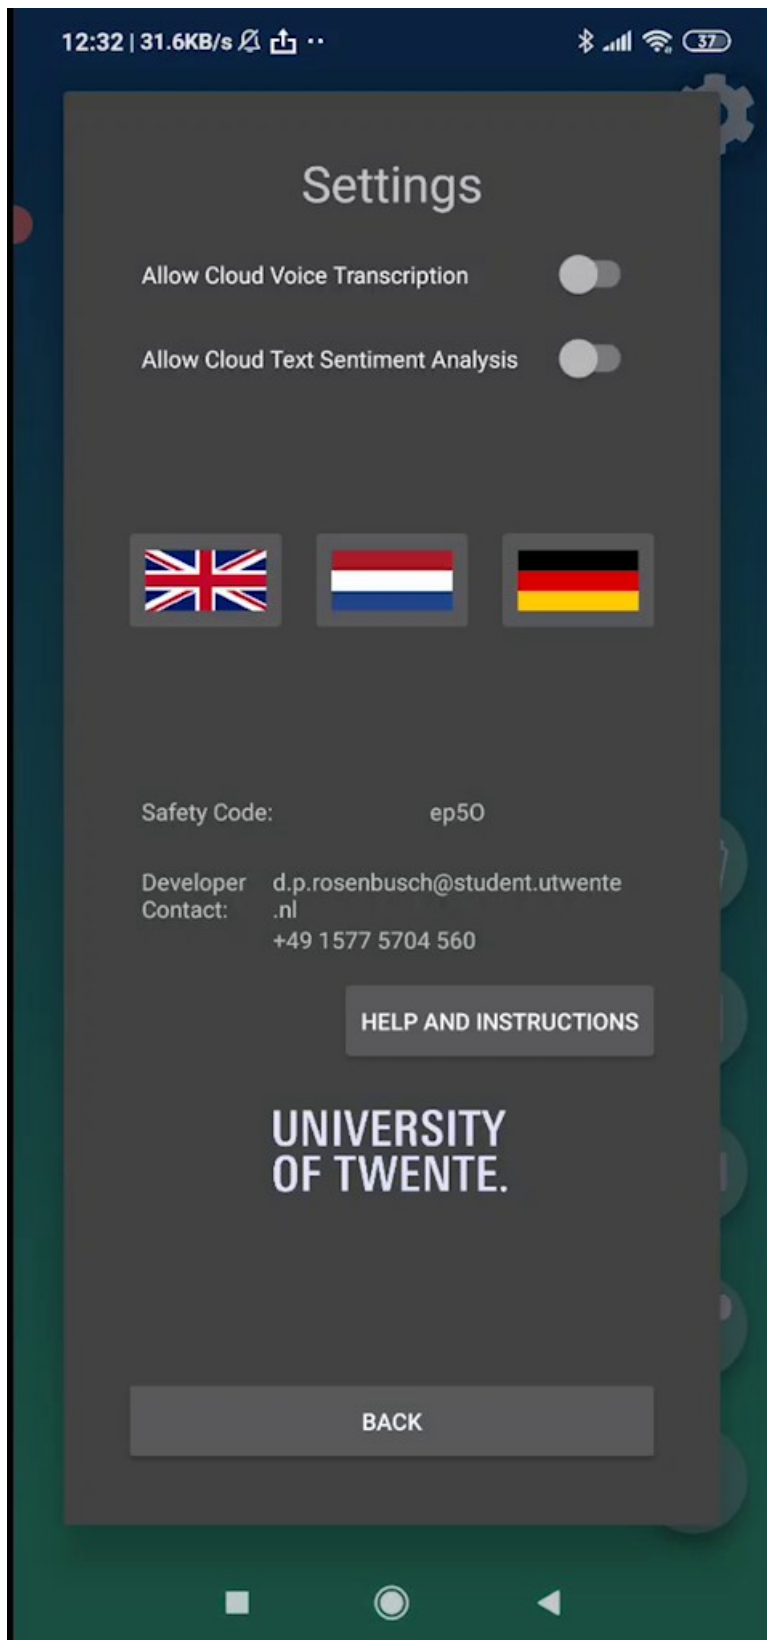 12:32 | 31.6KB/s
37
Settings
Allow Cloud Voice Transcription
Allow Cloud Text Sentiment Analysis
Safety Code: ep5O
Developer d.p.rosenbusch@student.utwente
Contact: .nl
+49 1577 5704 560
HELP AND INSTRUCTIONS
UNIVERSITY
OF TWENTE.
BACK